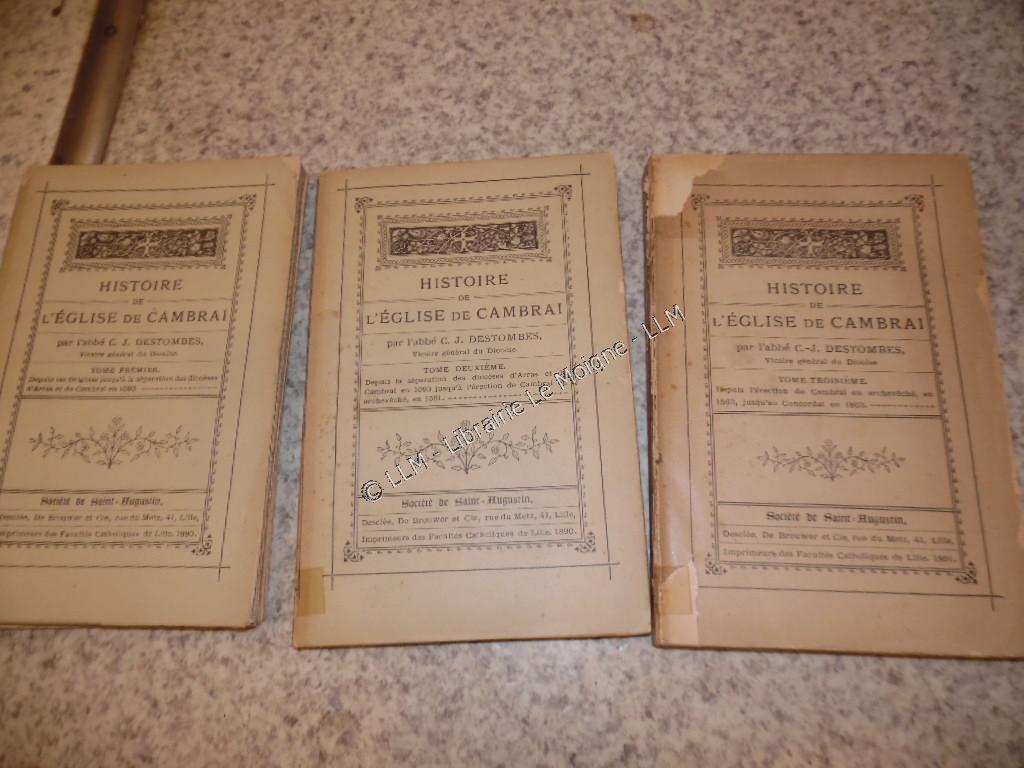 HISTOIRE
DE
L'ÉGLISE DE CAMBRAI
par l'abbé C. J. DESTOMBES,
Vicaire général du Diocèse.
TOME PREMIER.
Depuis ses Origines jusqu'à la séparation des Diocèses
d'Arras et de Cambrai en 1093.
Société de Saint-Augustin,
Desclée, De Brouwer et Cie, rue du Metz, 41, Lille,
Imprimeurs des Facultés Catholiques de Lille. 1890.
HISTOIRE
DE
L'ÉGLISE DE CAMBRAI
par l'abbé C. J. DESTOMBES,
Vicaire général du Diocèse.
TOME DEUXIÈME.
Depuis la séparation des diocèses d'Arras et
Cambrai en 1093 jusqu'à l'érection de Cambrai
archevêché, en
Société de Saint-Augustin,
Desclée, De Brouwer et Cie, rue du Metz, 41, Lille,
Imprimeurs des Facultés Catholiques de Lille. 1890.
HISTOIRE
DE
L'ÉGLISE DE CAMBRAI
par l'abbé C.-J. DESTOMBES,
Vicaire général du Diocèse.
TOME TROISIÈME.
Depuis l'érection de Cambrai en archevêché, en
jusqu'au Concordat en
Société de Saint-Augustin,
Desclée, De Brouwer et Cie, rue du Metz, 41, Lille,
Imprimeurs des Facultés Catholiques de Lille. 1891.
© LLM - Librairie Le Moigne - LLM